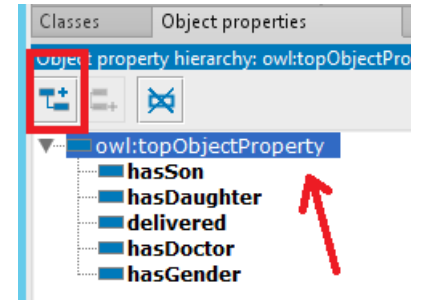 Classes Object properties
Object property hierarchy: owl:topObjectPro
owl:topObjectProperty
hasSon
hasDaughter
delivered
hasDoctor
hasGender